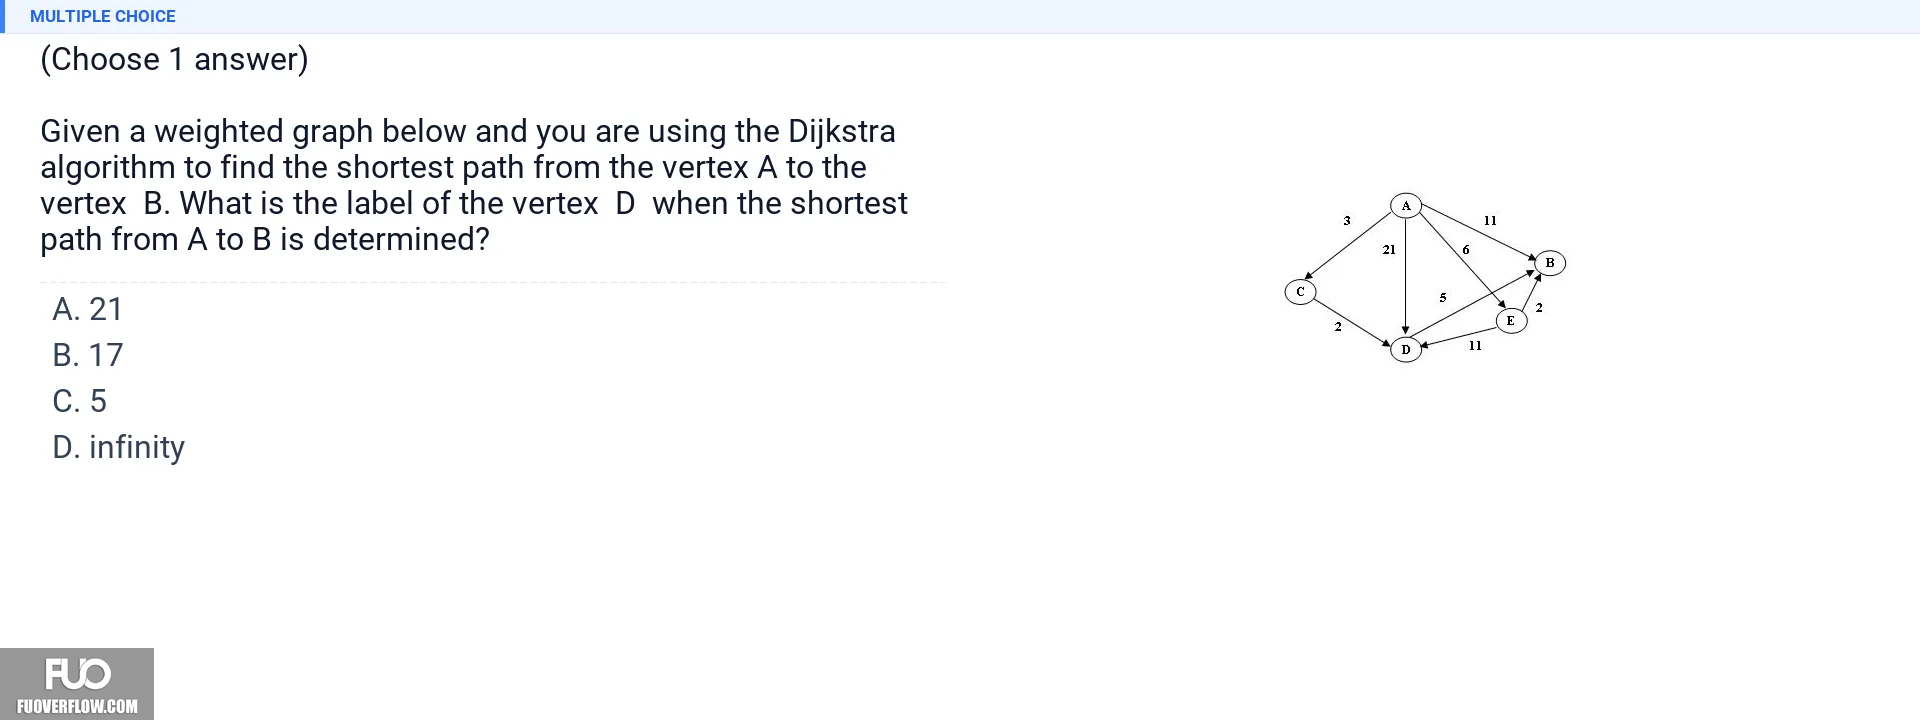 MULTIPLE CHOICE
(Choose 1 answer)
Given a weighted graph below and you are using the Dijkstra
algorithm to find the shortest path from the vertex A to the
vertex  B. What is the label of the vertex  D  when the shortest
path from A to B is determined?
A. 21
B. 17
C. 5
D. infinity
A
3
11
21
6
B
C
5
2
E
2
D
11
FUO
FUOVERFLOW.COM